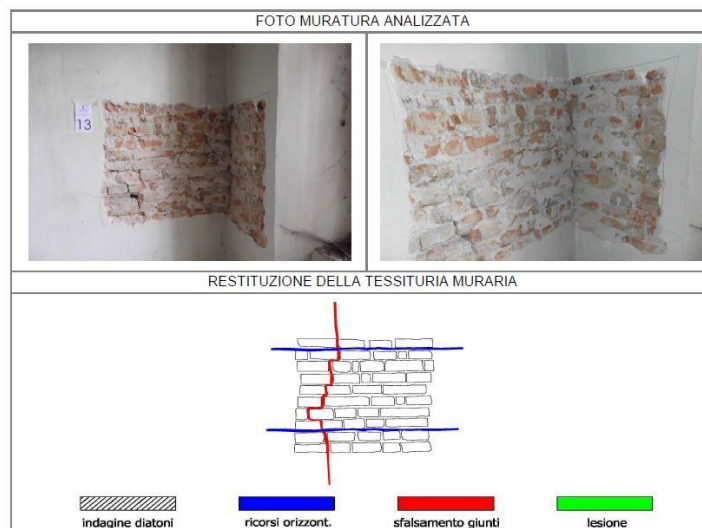 FOTO MURATURA ANALIZZATA
13
RESTITUZIONE DELLA TESSITURIA MURARIA
indagine diatoni
ricorsi orizzont.
sfalsamento giunti
lesione